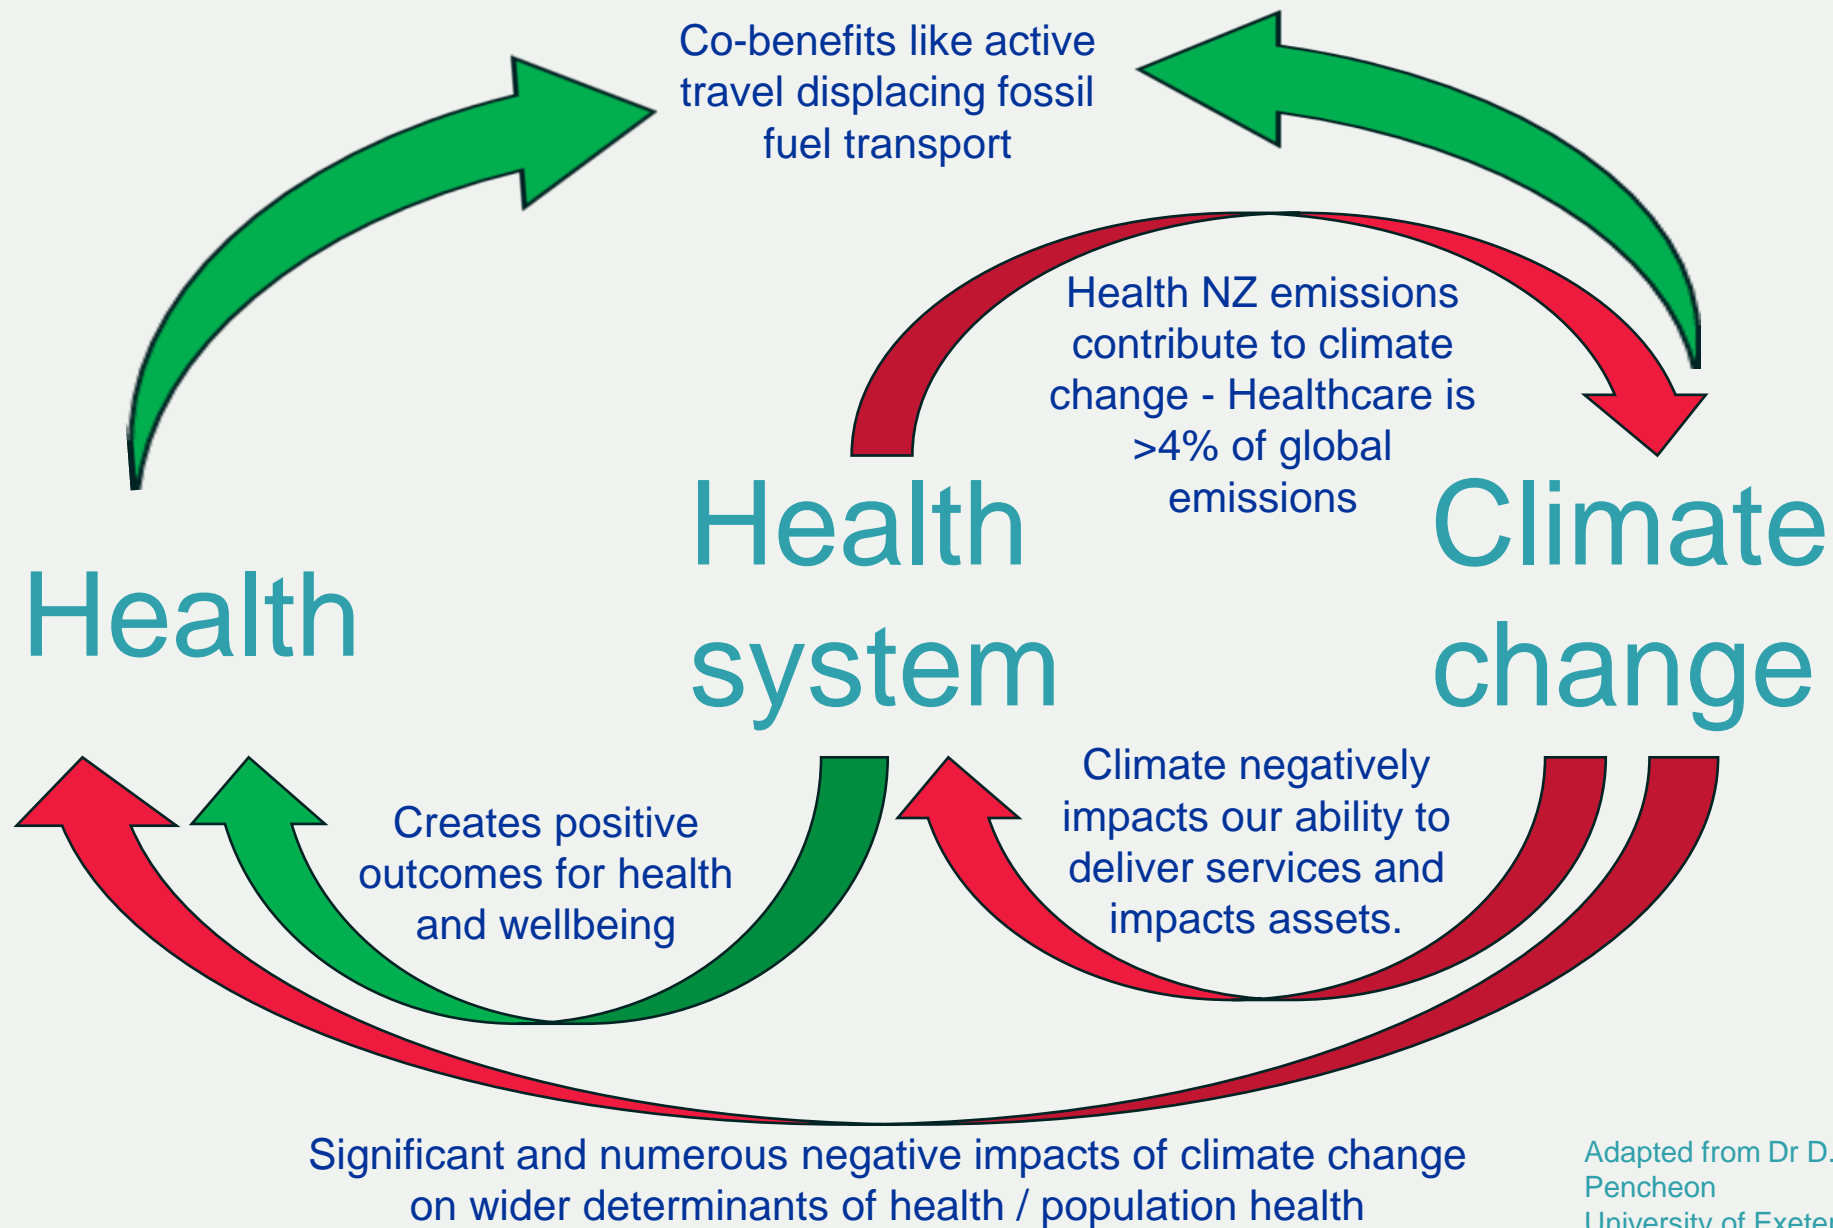 Co-benefits like active
travel displacing fossil
fuel transport
Health NZ emissions
contribute to climate
change - Healthcare is
>4% of global
emissions
Health
Health
system
Climate
change
Creates positive
outcomes for health
and wellbeing
Climate negatively
impacts our ability to
deliver services and
impacts assets.
Significant and numerous negative impacts of climate change
on wider determinants of health / population health
Adapted from Dr D.
Pencheon
University of Exeter